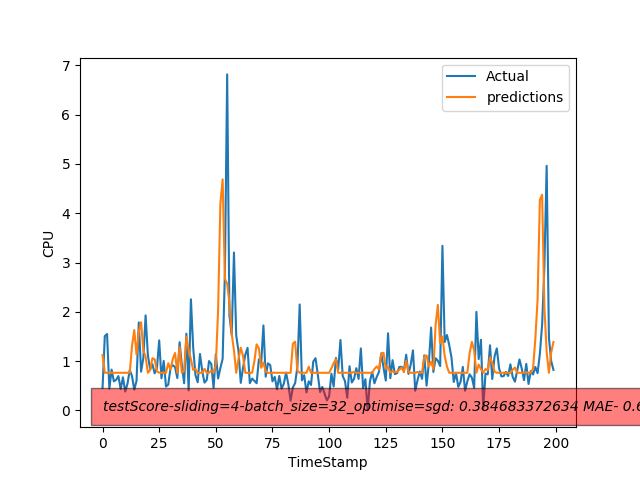 7
6
5
4
3
2
1
0
CPU
Actual
predictions
testScore-sliding=4-batch_size=32_optimise=sgd: 0.384683372634 MAE- 0.6
0 25 50 75 100 125 150 175 200
TimeStamp